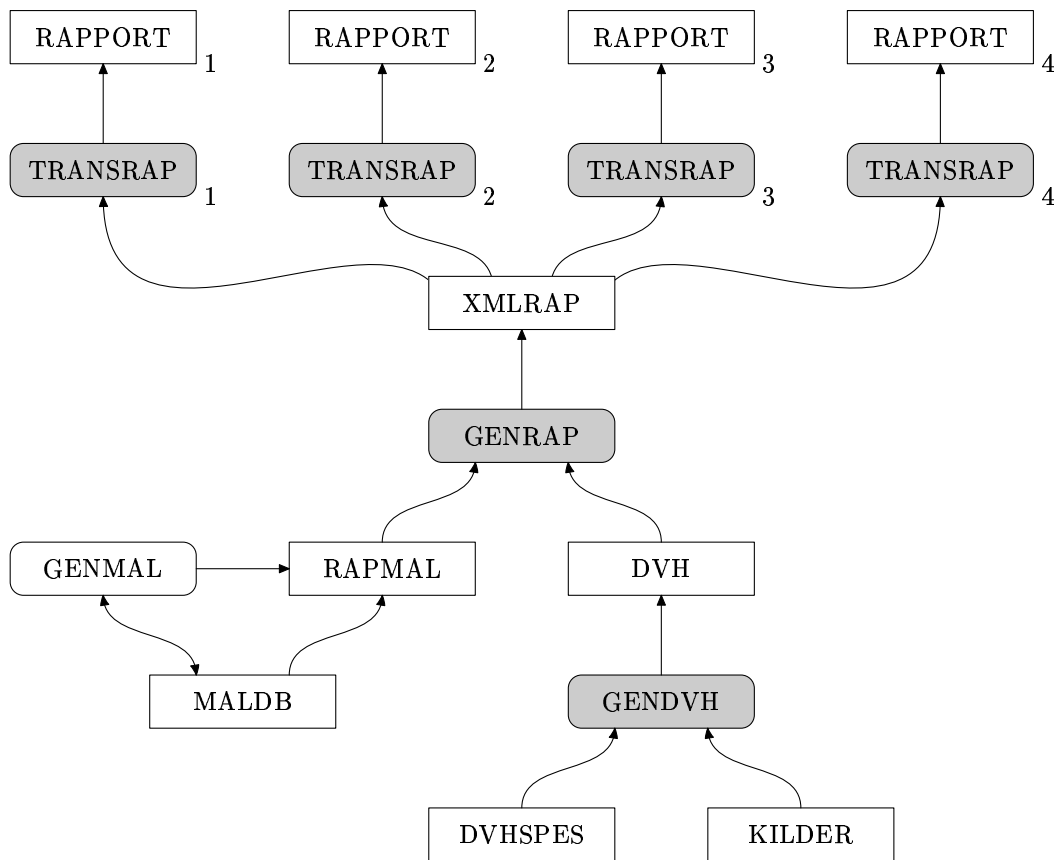 RAPPORT RAPPORT RAPPORT RAPPORT
1 2 3 4
TRANSRAP TRANSRAP TRANSRAP TRANSRAP
1 2 3 4
XMLRAP
GENRAP
GENMAL RAPMAL DVH
MALDB GENDVH
DVHSPES KILDER